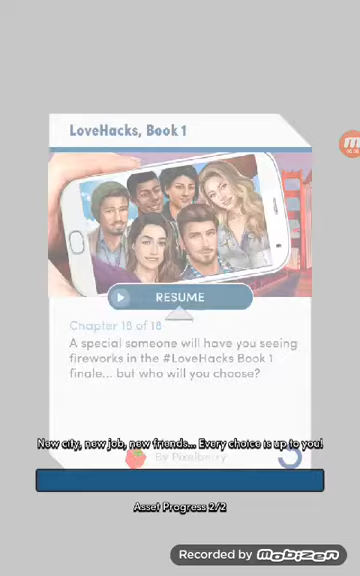 LoveHacks, Book 1
RESUME
Chapter 18 of 18
A special someone will have you seeing
fireworks in the #LoveHacks Book 1
finale... but who will you choose?
New city, new job, new friends... Every choice is up to you!
By Pixelberry
Asset Progress 2/2
Recorded by mobizen